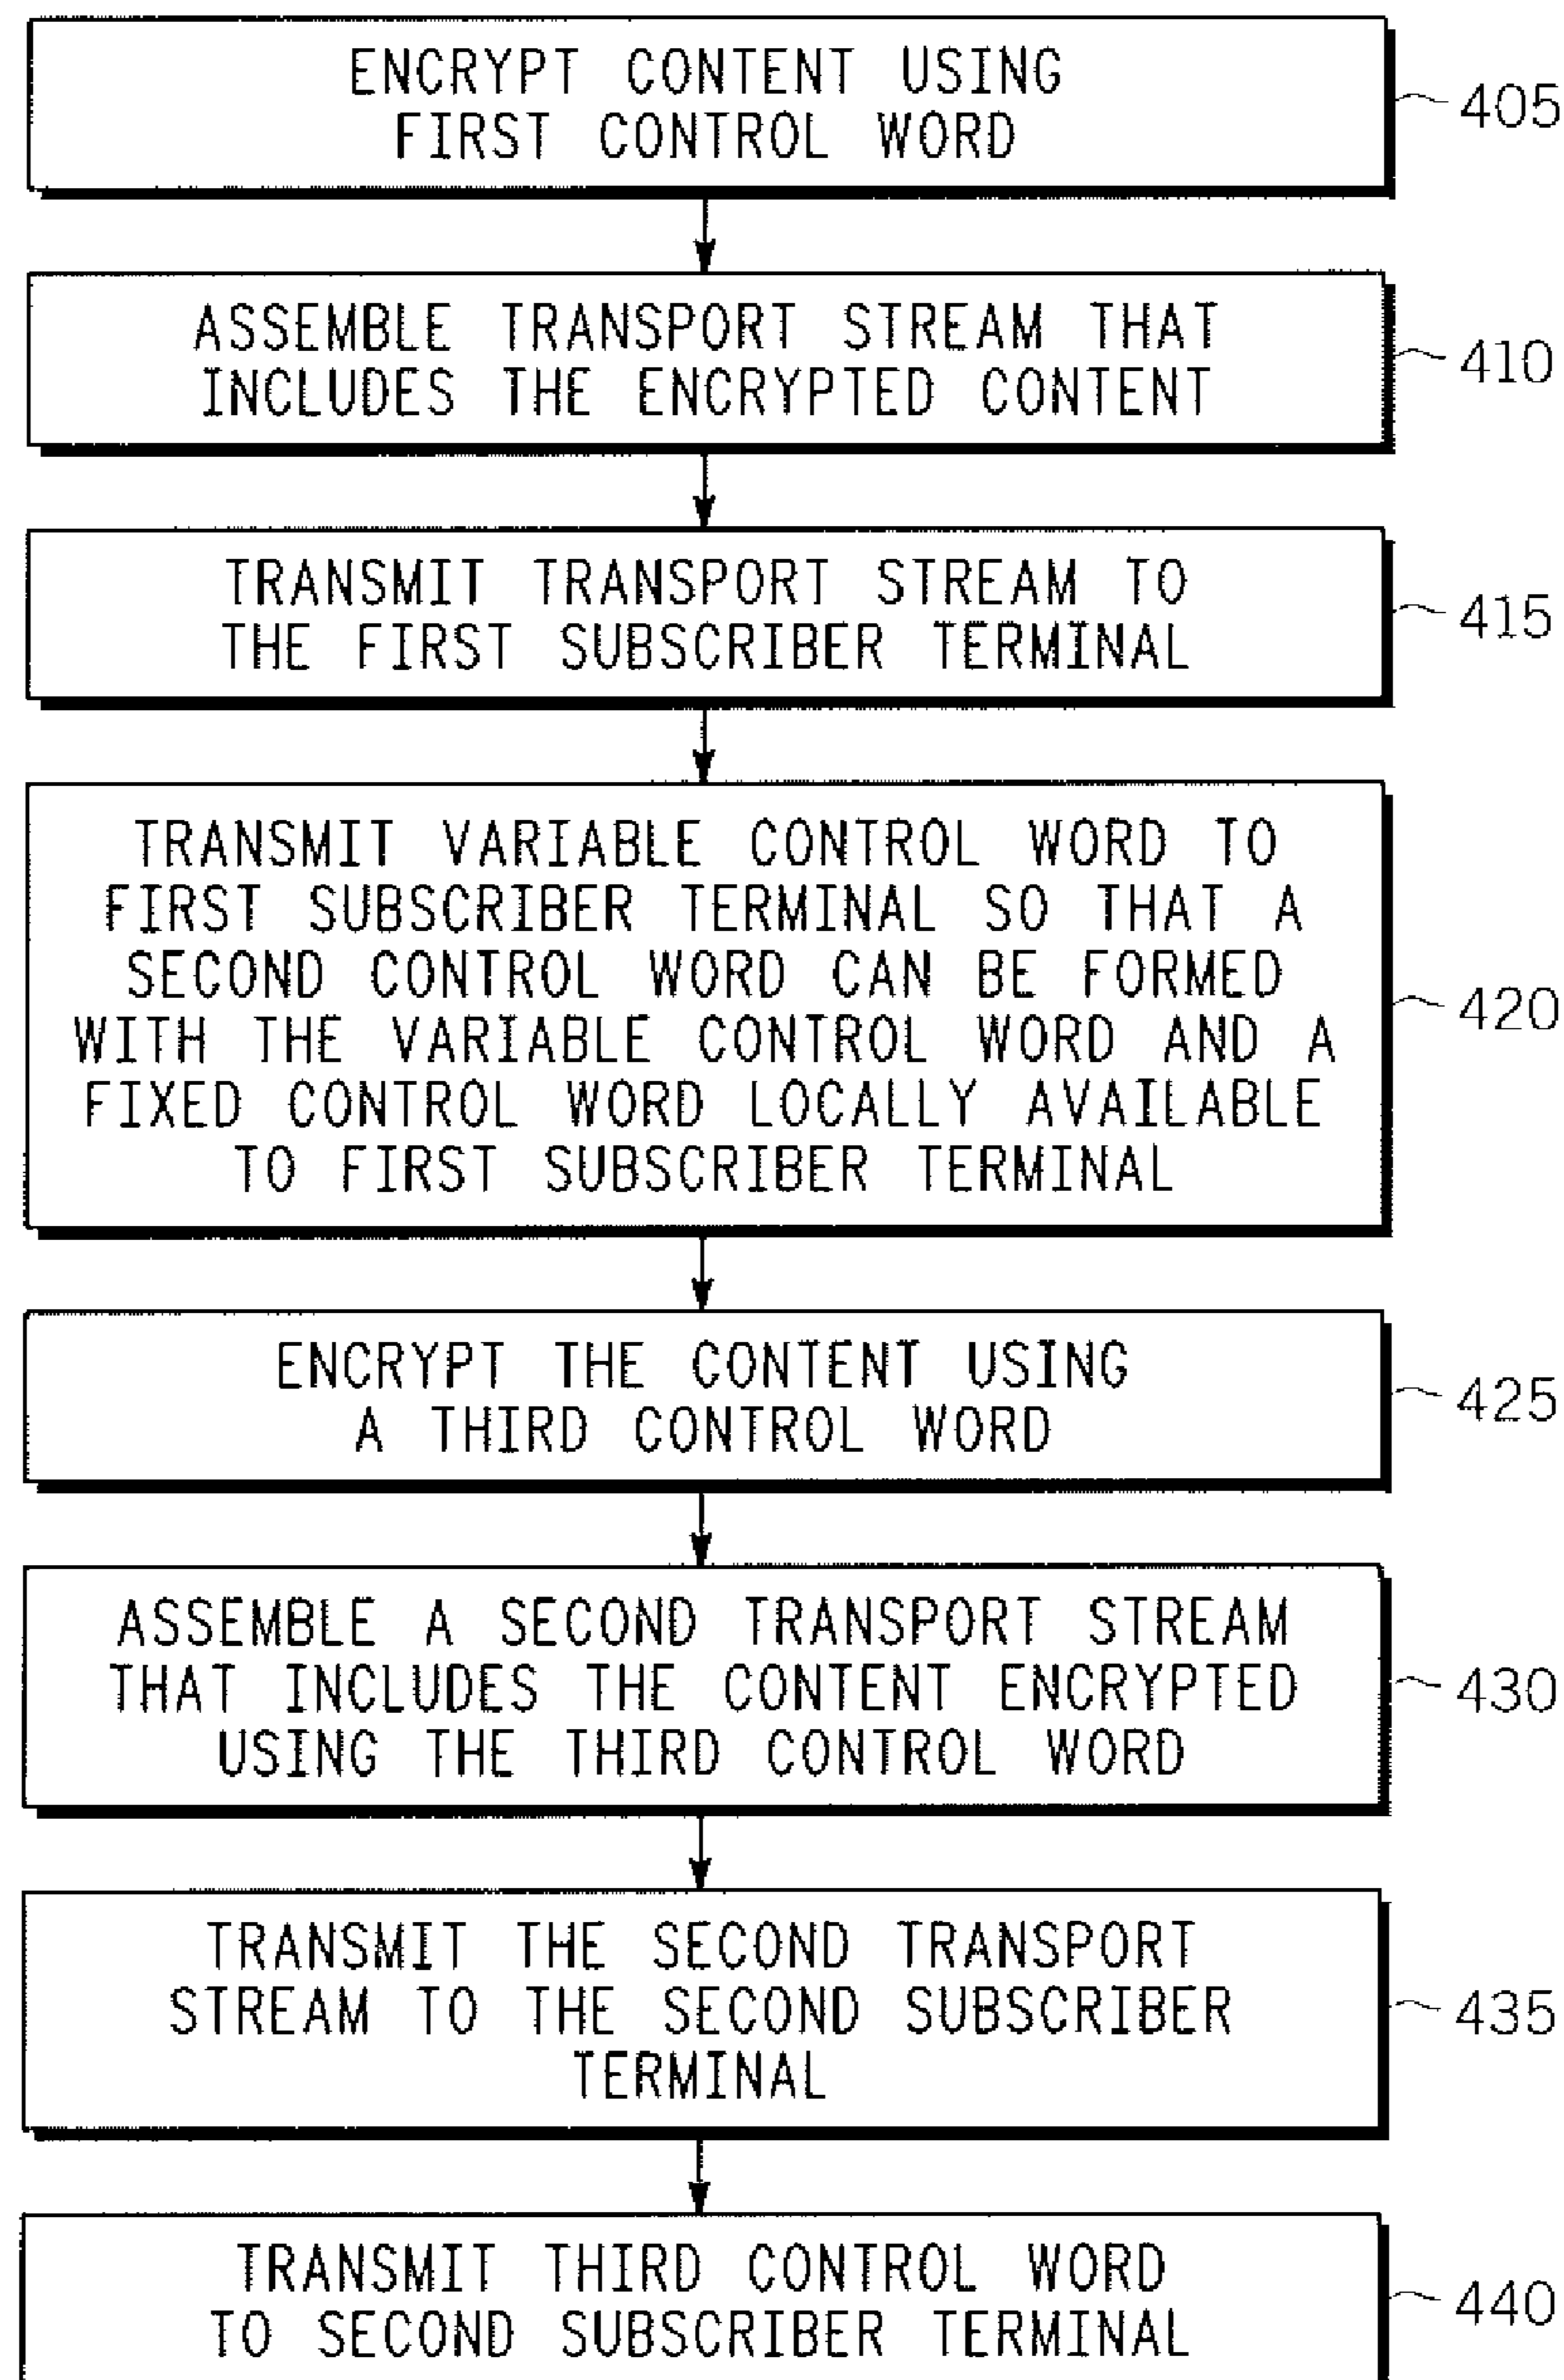 ENCRYPT CONTENT USING
FIRST CONTROL WORD
405
ASSEMBLE TRANSPORT STREAM THAT
INCLUDES THE ENCRYPTED CONTENT
410
TRANSMIT TRANSPORT STREAM TO
THE FIRST SUBSCRIBER TERMINAL
415
TRANSMIT VARIABLE CONTROL WORD TO
FIRST SUBSCRIBER TERMINAL SO THAT A
SECOND CONTROL WORD CAN BE FORMED
WITH THE VARIABLE CONTROL WORD AND A
FIXED CONTROL WORD LOCALLY AVAILABLE
TO FIRST SUBSCRIBER TERMINAL
420
ENCRYPT THE CONTENT USING
A THIRD CONTROL WORD
425
ASSEMBLE A SECOND TRANSPORT STREAM
THAT INCLUDES THE CONTENT ENCRYPTED
USING THE THIRD CONTROL WORD
430
TRANSMIT THE SECOND TRANSPORT
STREAM TO THE SECOND SUBSCRIBER
TERMINAL
435
TRANSMIT THIRD CONTROL WORD
TO SECOND SUBSCRIBER TERMINAL
440